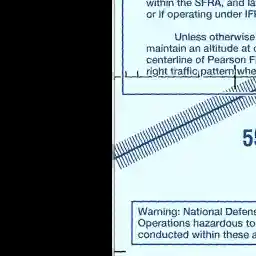 within the SFRA, and la
or if operating under IF
Unless otherwise
maintain an altitude at o
centerline of Pearson F
right traffic pattern whe
55
Warning: National Defens
Operations hazardous to
conducted within these a